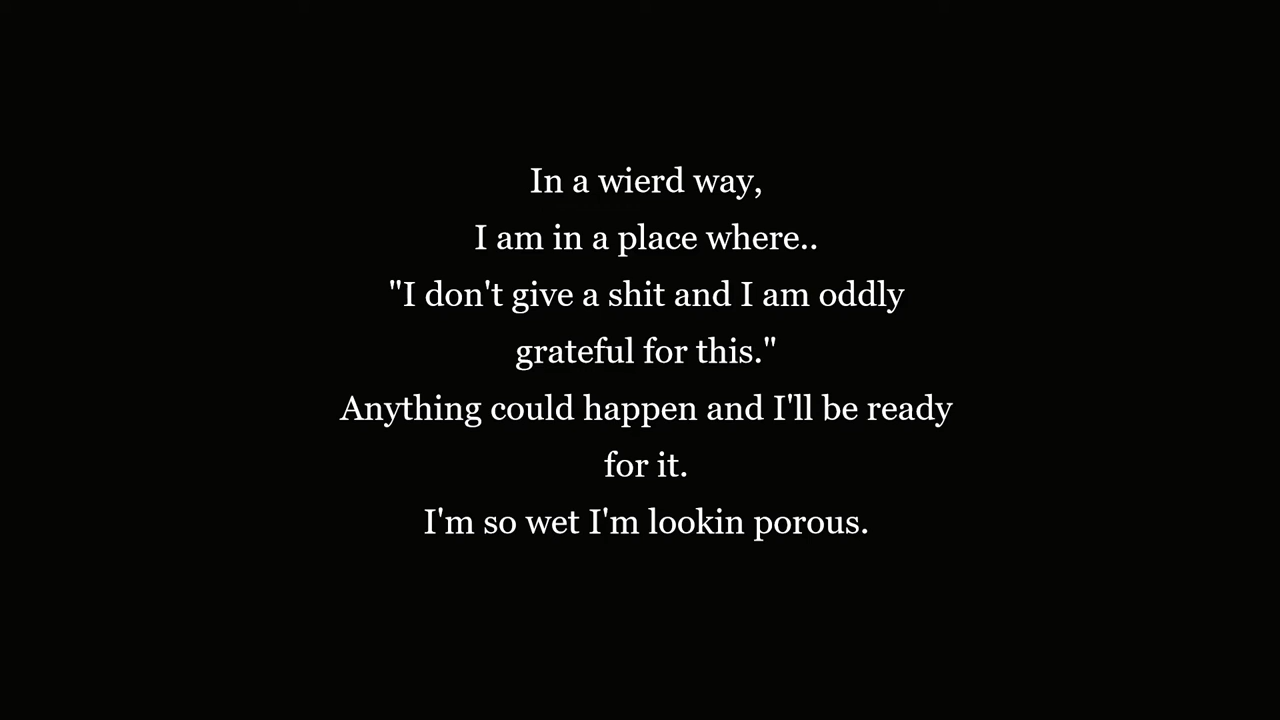 In a wierd way,
I am in a place where..
"I don't give a shit and I am oddly
grateful for this."
Anything could happen and I'll be ready
for it.
I'm so wet I'm lookin porous.